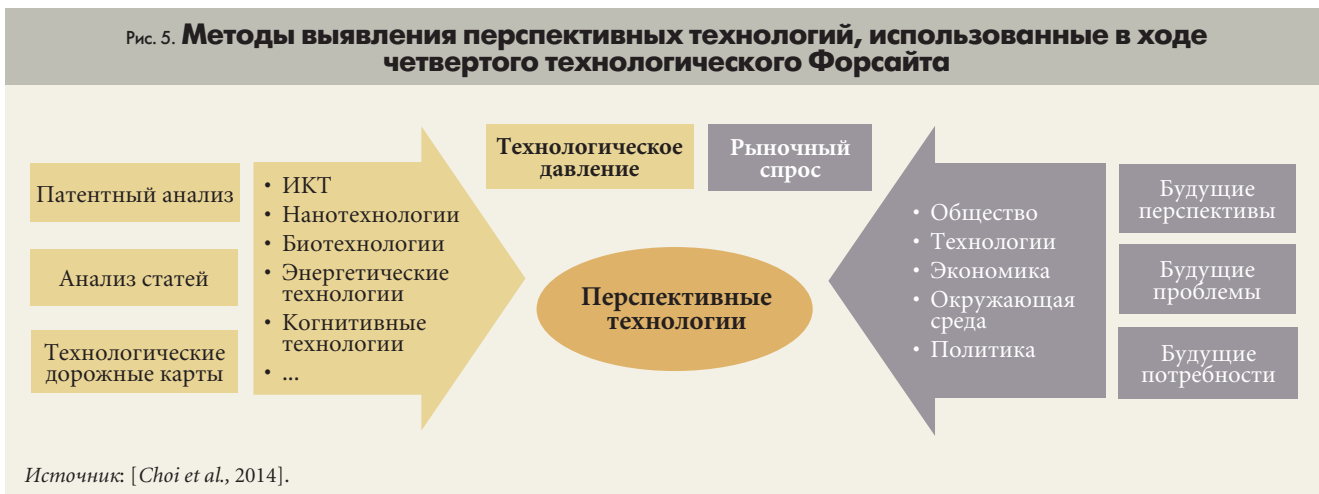 Рис. 5. Методы выявления перспективных технологий, использованные в ходе
четвертого технологического Форсайта
Патентный анализ
Анализ статей
Технологические
дорожные карты
• ИКТ
• Нанотехнологии
• Биотехнологии
• Энергетические
технологии
• Когнитивные
технологии
• ...
Технологическое
давление
Рыночный
спрос
Перспективные
технологии
• Общество
• Технологии
• Экономика
• Окружающая
среда
• Политика
Будущие
перспективы
Будущие
проблемы
Будущие
потребности
Источник: [Choi et al., 2014].